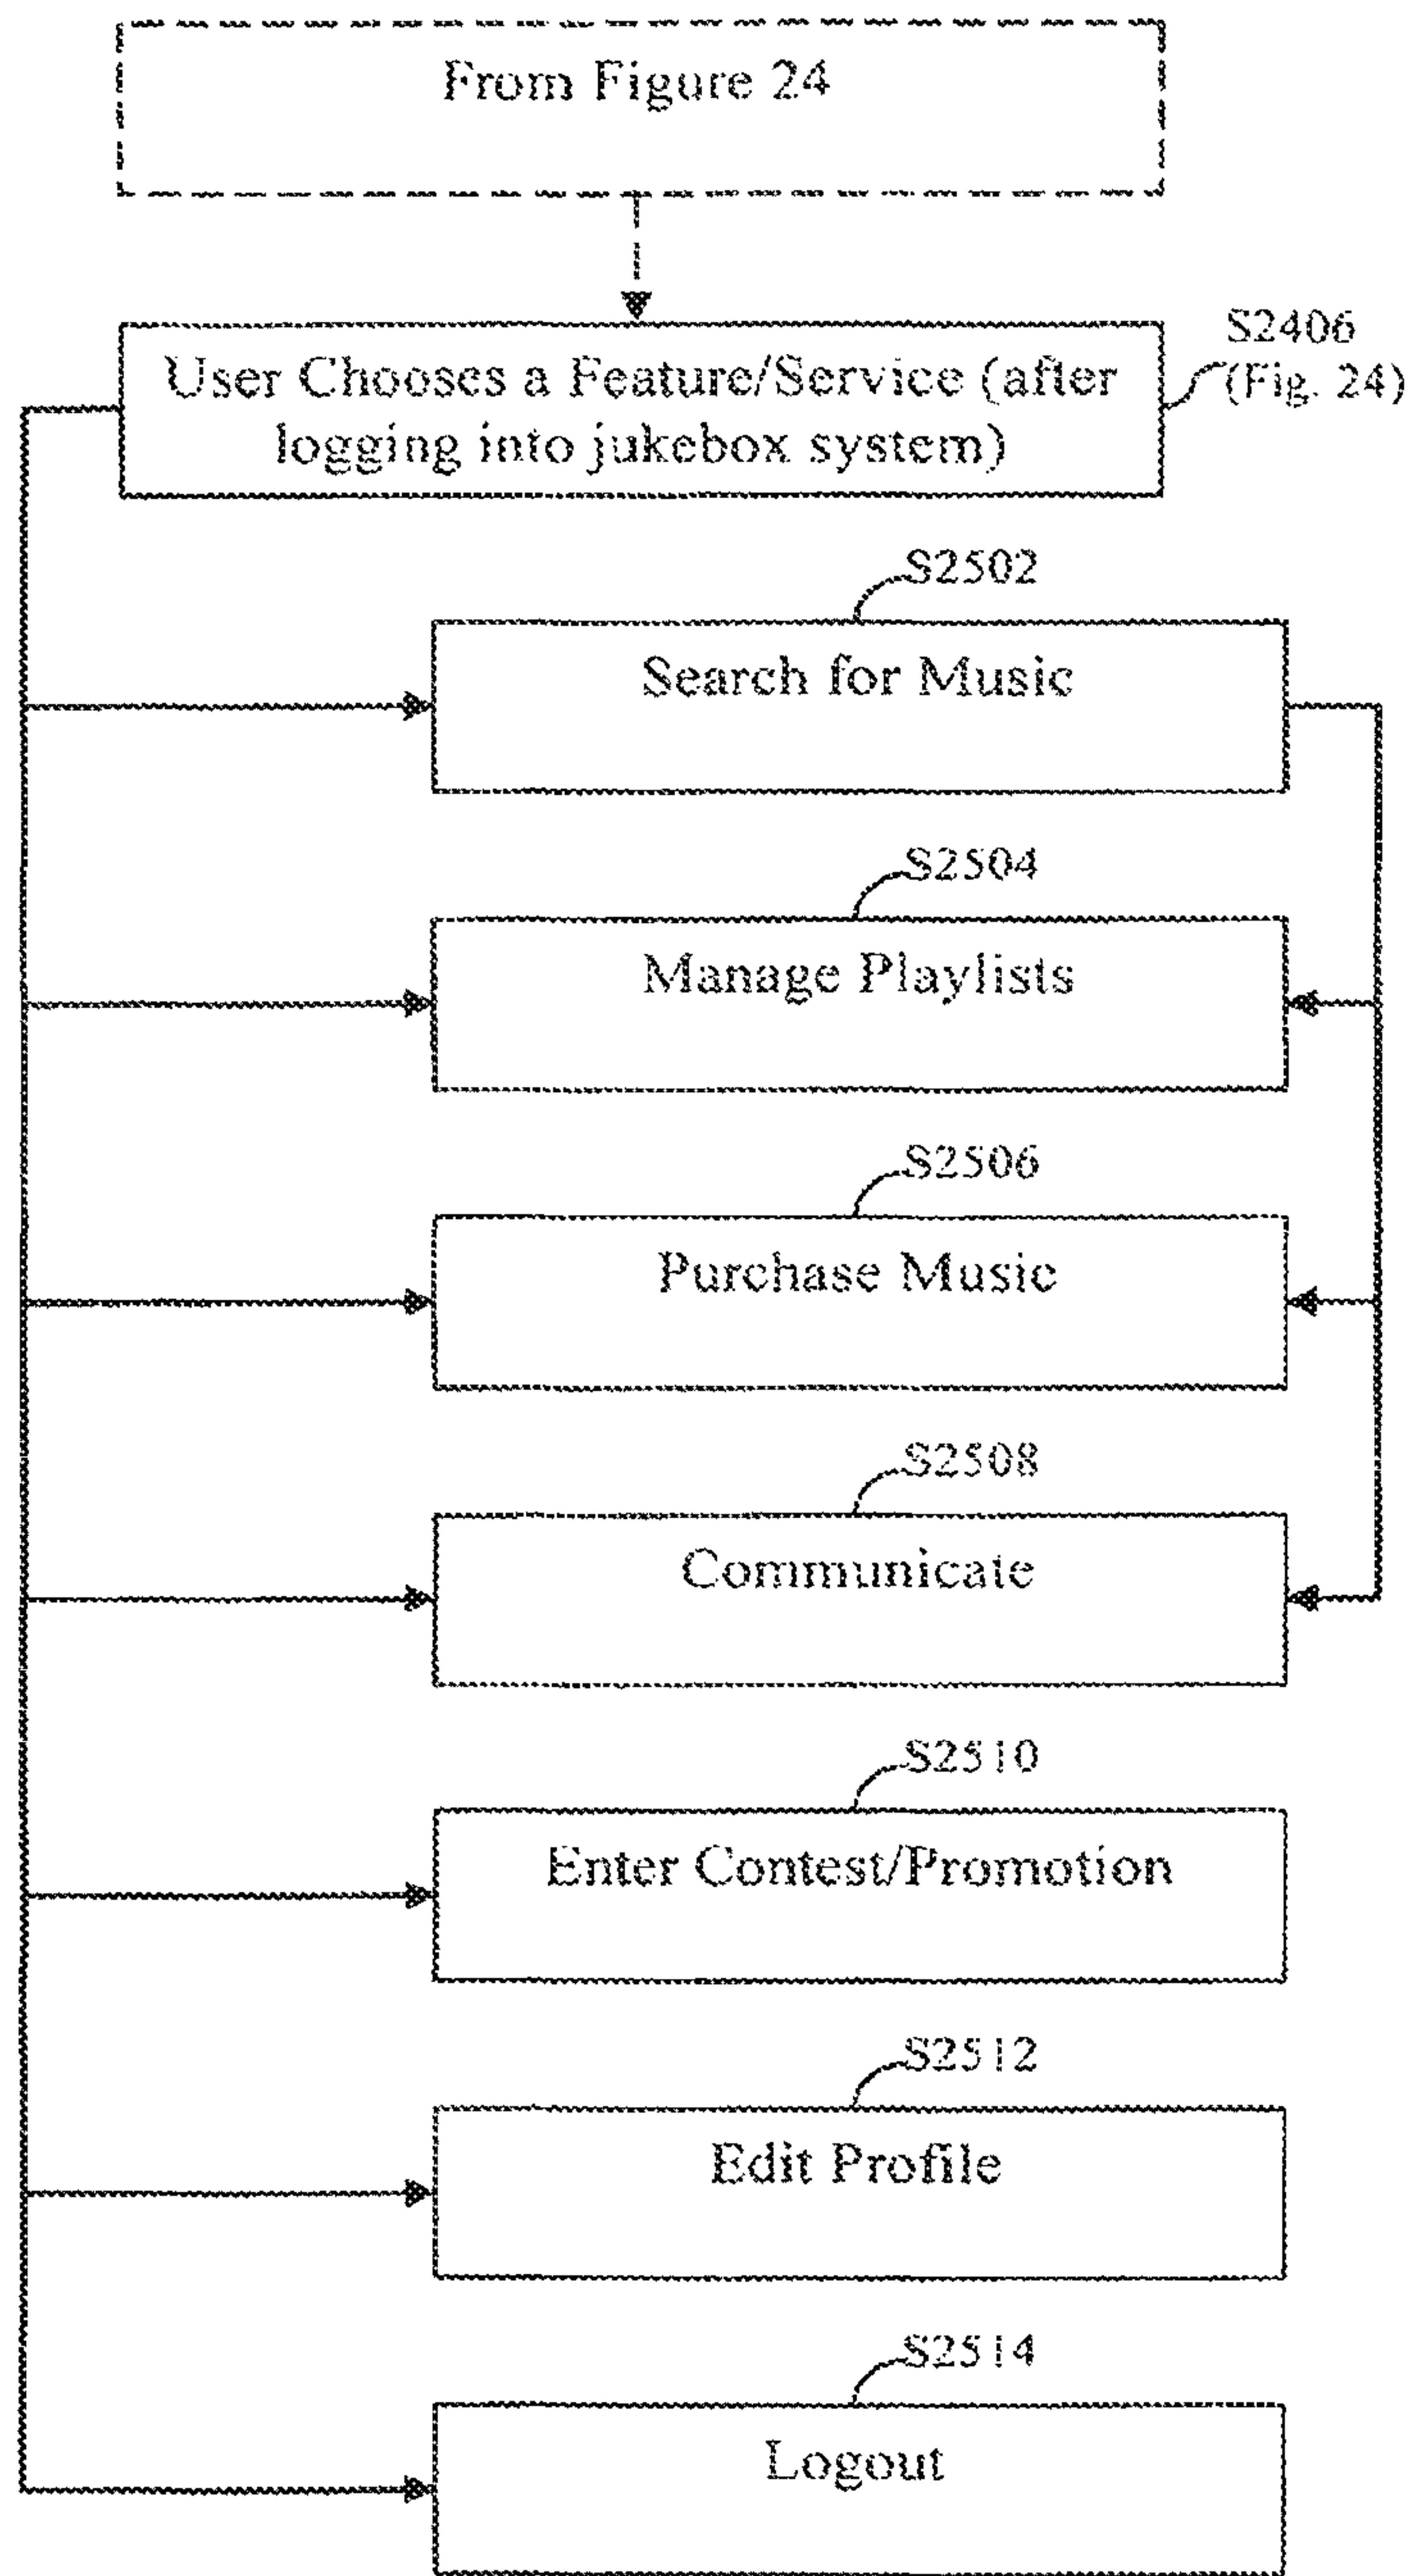 From Figure 24
User Chooses a Feature/Service (after
logging into jukebox system)
S2406
(Fig. 24)
S2502
Search for Music
S2504
Manage Playlists
S2506
Purchase Music
S2508
Communicate
S2510
Enter Contest/Promotion
S2512
Edit Profile
S2514
Logout